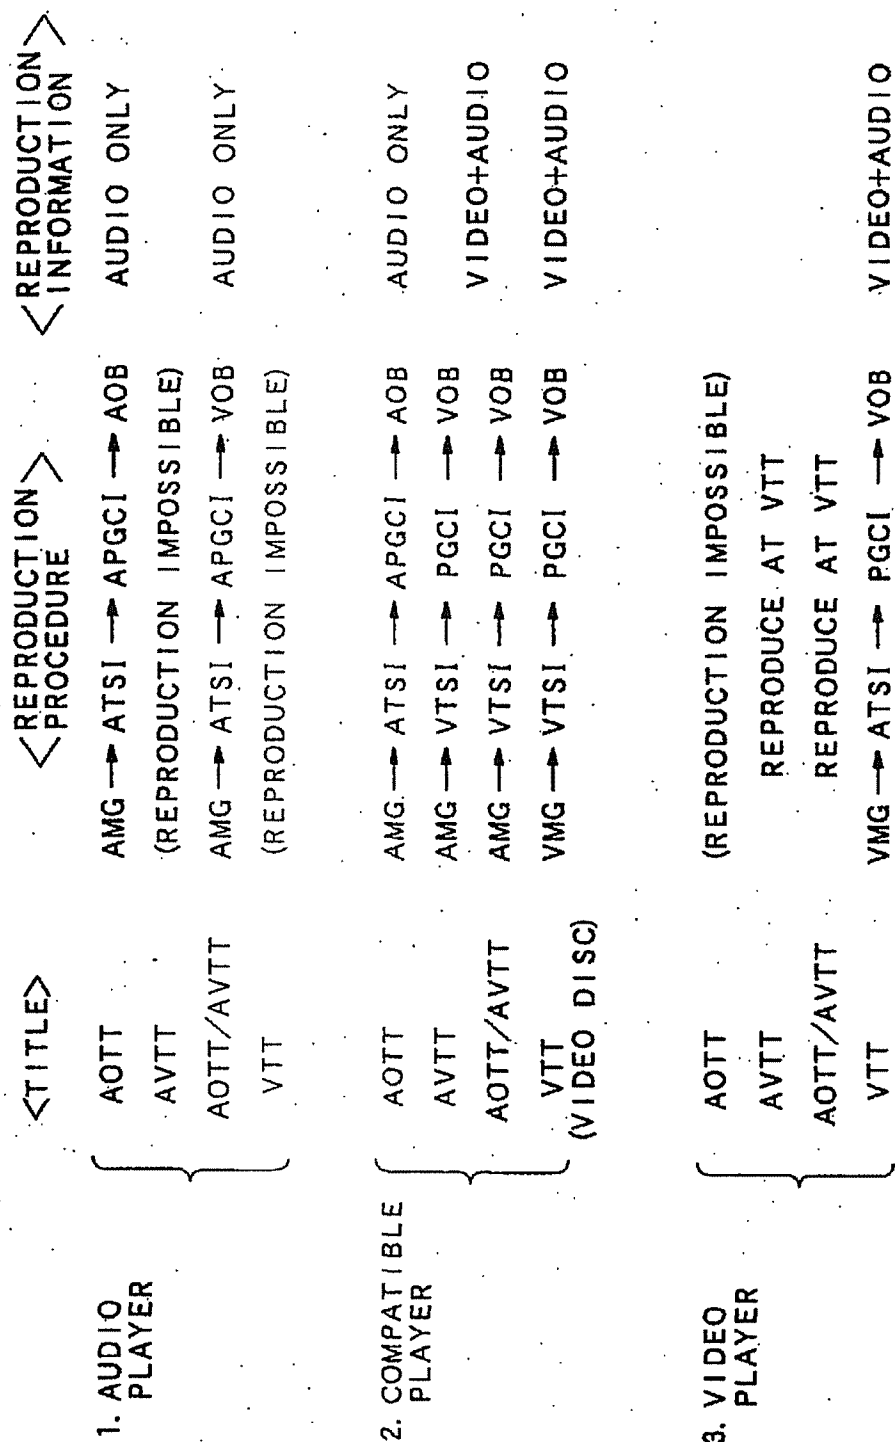 <TITLE> <REPRODUCTION PROCEDURE> <REPRODUCTION INFORMATION>
1. AUDIO PLAYER
AOTT AMG → ATSI → APGCI → AOB AUDIO ONLY
AVTT (REPRODUCTION IMPOSSIBLE)
AOTT/AVTT AMG → ATSI → APGCI → VOB AUDIO ONLY
VTT (REPRODUCTION IMPOSSIBLE)
2. COMPATIBLE PLAYER
AOTT AMG → ATSI → APGCI → AOB AUDIO ONLY
AVTT AMG → VTSI → PGCI → VOB VIDEO+AUDIO
AOTT/AVTT AMG → VTSI → PGCI → VOB
VTT VMG → VTSI → PGCI → VOB VIDEO+AUDIO
(VIDEO DISC)
3. VIDEO PLAYER
AOTT (REPRODUCTION IMPOSSIBLE)
AVTT REPRODUCE AT VTT
AOTT/AVTT REPRODUCE AT VTT
VTT VMG → ATSI → PGCI → VOB VIDEO+AUDIO